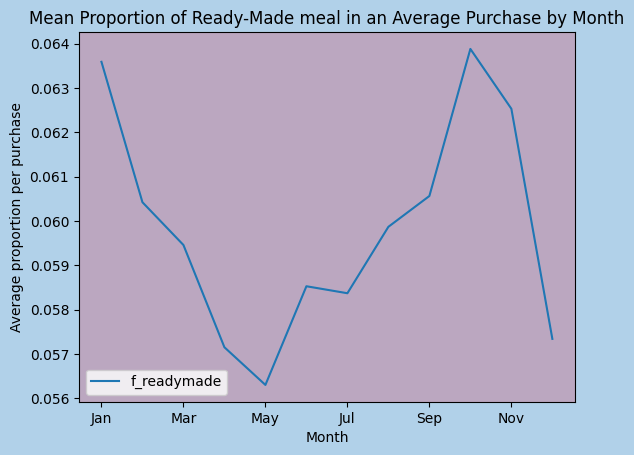 Mean Proportion of Ready-Made meal in an Average Purchase by Month
Average proportion per purchase
0.064
0.063
0.062
0.061
0.060
0.059
0.058
0.057
0.056
f_readymade
Jan Mar May Jul Sep Nov
Month